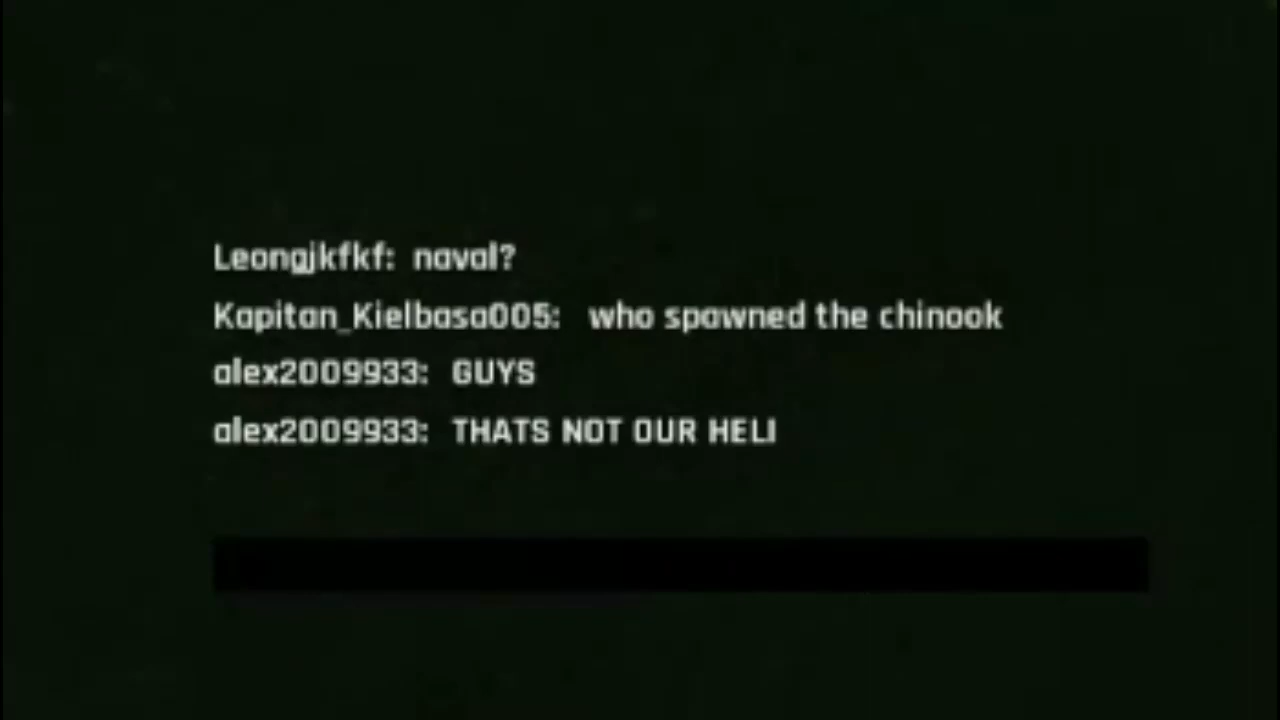 Leongjkfkf: naval?
Kapitan_Kielbasa005: who spawned the chinook
alex2009933: GUYS
alex2009933: THATS NOT OUR HELI